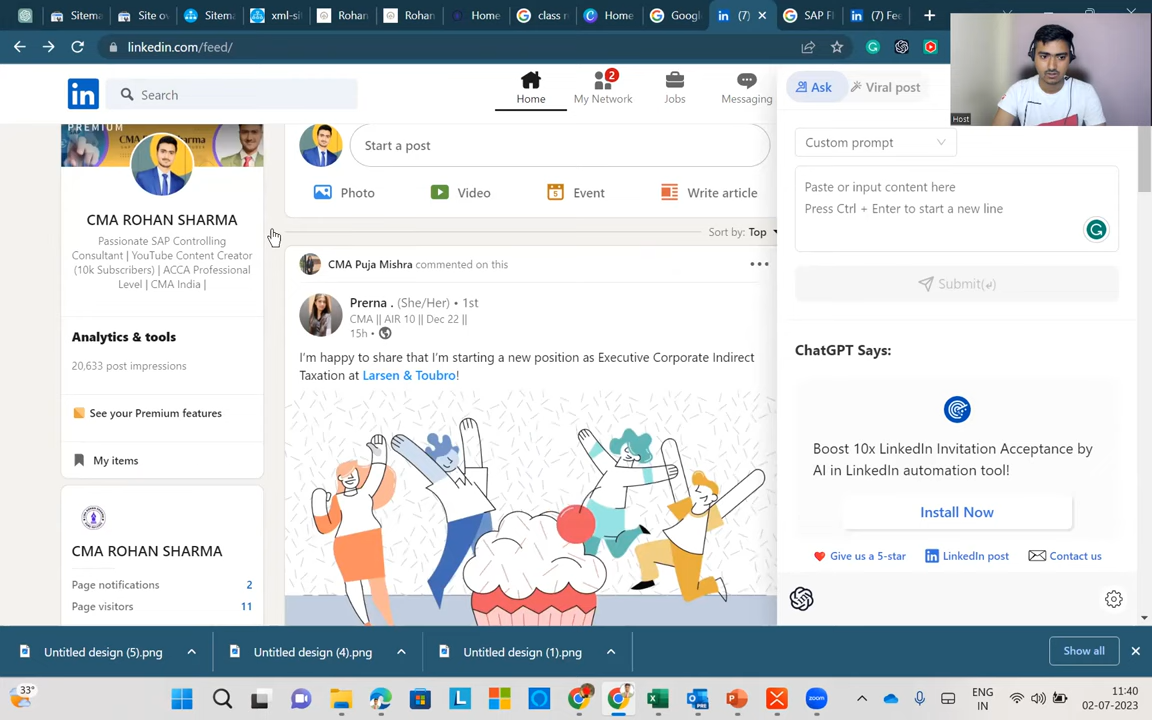 Sitema
Site ov
Sitema
xml-si
Rohan
Rohan
Home
class n
Home
Googl
(7)
SAP F
(7) Fee
linkedin.com/feed/
Search
Home
2
My Network
Jobs
Messaging
Ask
Viral post
Host
PREMIUM
Start a post
Custom prompt
Photo
Video
Event
Write article
Paste or input content here
Press Ctrl + Enter to start a new line
CMA ROHAN SHARMA
Passionate SAP Controlling
Consultant | YouTube Content Creator
(10k Subscribers) | ACCA Professional
Level | CMA India |
Sort by: Top
CMA Puja Mishra commented on this
Submit(↵)
Prerna . (She/Her) • 1st
CMA || AIR 10 || Dec 22 ||
15h •
Analytics & tools
20,633 post impressions
I'm happy to share that I'm starting a new position as Executive Corporate Indirect
Taxation at Larsen & Toubro!
ChatGPT Says:
See your Premium features
My items
Boost 10x LinkedIn Invitation Acceptance by
AI in LinkedIn automation tool!
Install Now
CMA ROHAN SHARMA
Give us a 5-star
LinkedIn post
Contact us
Page notifications 2
Page visitors 11
Untitled design (5).png
Untitled design (4).png
Untitled design (1).png
Show all
33°
ENG
IN
11:40
02-07-2023